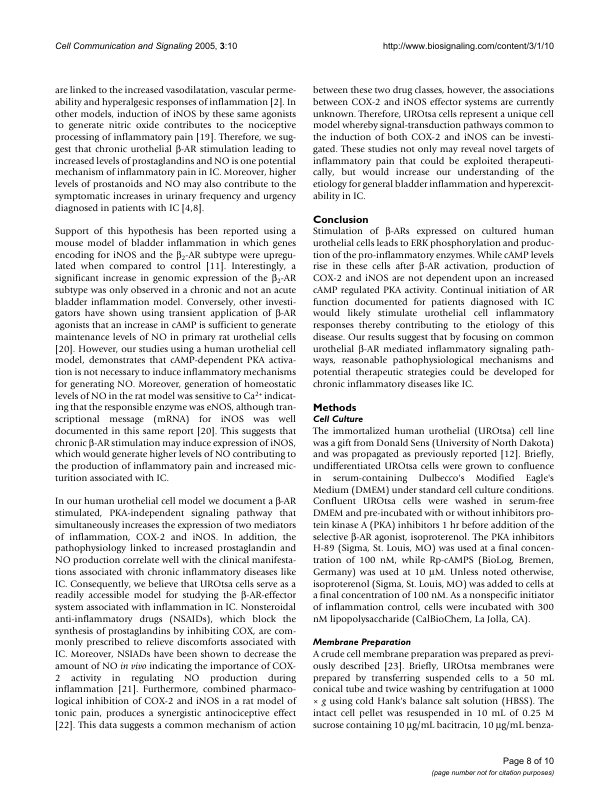 Cell Communication and Signaling 2005, 3:10
http://www.biosignaling.com/content/3/1/10
are linked to the increased vasodilatation, vascular perme-
ability and hyperalgesic responses of inflammation [2]. In
other models, induction of iNOS by these same agonists
to generate nitric oxide contributes to the nociceptive
processing of inflammatory pain [19]. Therefore, we sug-
gest that chronic urothelial β-AR stimulation leading to
increased levels of prostaglandins and NO is one potential
mechanism of inflammatory pain in IC. Moreover, higher
levels of prostanoids and NO may also contribute to the
symptomatic increases in urinary frequency and urgency
diagnosed in patients with IC [4,8].
Support of this hypothesis has been reported using a
mouse model of bladder inflammation in which genes
encoding for iNOS and the β2-AR subtype were upregu-
lated when compared to control [11]. Interestingly, a
significant increase in genomic expression of the β2-AR
subtype was only observed in a chronic and not an acute
bladder inflammation model. Conversely, other investi-
gators have shown using transient application of β-AR
agonists that an increase in cAMP is sufficient to generate
maintenance levels of NO in primary rat urothelial cells
[20]. However, our studies using a human urothelial cell
model, demonstrates that cAMP-dependent PKA activa-
tion is not necessary to induce inflammatory mechanisms
for generating NO. Moreover, generation of homeostatic
levels of NO in the rat model was sensitive to Ca2+ indicat-
ing that the responsible enzyme was eNOS, although tran-
scriptional message (mRNA) for iNOS was well
documented in this same report [20]. This suggests that
chronic β-AR stimulation may induce expression of iNOS,
which would generate higher levels of NO contributing to
the production of inflammatory pain and increased mic-
turition associated with IC.
In our human urothelial cell model we document a β-AR
stimulated, PKA-independent signaling pathway that
simultaneously increases the expression of two mediators
of inflammation, COX-2 and iNOS. In addition, the
pathophysiology linked to increased prostaglandin and
NO production correlate well with the clinical manifesta-
tions associated with chronic inflammatory diseases like
IC. Consequently, we believe that UROtsa cells serve as a
readily accessible model for studying the β-AR-effector
system associated with inflammation in IC. Nonsteroidal
anti-inflammatory drugs (NSAIDs), which block the
synthesis of prostaglandins by inhibiting COX, are com-
monly prescribed to relieve discomforts associated with
IC. Moreover, NSIADs have been shown to decrease the
amount of NO in vivo indicating the importance of COX-
2 activity in regulating NO production during
inflammation [21]. Furthermore, combined pharmaco-
logical inhibition of COX-2 and iNOS in a rat model of
tonic pain, produces a synergistic antinociceptive effect
[22]. This data suggests a common mechanism of action
between these two drug classes, however, the associations
between COX-2 and iNOS effector systems are currently
unknown. Therefore, UROtsa cells represent a unique cell
model whereby signal-transduction pathways common to
the induction of both COX-2 and iNOS can be investi-
gated. These studies not only may reveal novel targets of
inflammatory pain that could be exploited therapeuti-
cally, but would increase our understanding of the
etiology for general bladder inflammation and hyperexcit-
ability in IC.
Conclusion
Stimulation of β-ARs expressed on cultured human
urothelial cells leads to ERK phosphorylation and produc-
tion of the pro-inflammatory enzymes. While cAMP levels
rise in these cells after β-AR activation, production of
COX-2 and iNOS are not dependent upon an increased
cAMP regulated PKA activity. Continual initiation of AR
function documented for patients diagnosed with IC
would likely stimulate urothelial cell inflammatory
responses thereby contributing to the etiology of this
disease. Our results suggest that by focusing on common
urothelial β-AR mediated inflammatory signaling path-
ways, reasonable pathophysiological mechanisms and
potential therapeutic strategies could be developed for
chronic inflammatory diseases like IC.
Methods
Cell Culture
The immortalized human urothelial (UROtsa) cell line
was a gift from Donald Sens (University of North Dakota)
and was propagated as previously reported [12]. Briefly,
undifferentiated UROtsa cells were grown to confluence
in serum-containing Dulbecco's Modified Eagle's
Medium (DMEM) under standard cell culture conditions.
Confluent UROtsa cells were washed in serum-free
DMEM and pre-incubated with or without inhibitors pro-
tein kinase A (PKA) inhibitors 1 hr before addition of the
selective β-AR agonist, isoproterenol. The PKA inhibitors
H-89 (Sigma, St. Louis, MO) was used at a final concen-
tration of 100 nM, while Rp-cAMPS (BioLog, Bremen,
Germany) was used at 10 μM. Unless noted otherwise,
isoproterenol (Sigma, St. Louis, MO) was added to cells at
a final concentration of 100 nM. As a nonspecific initiator
of inflammation control, cells were incubated with 300
nM lipopolysaccharide (CalBioChem, La Jolla, CA).
Membrane Preparation
A crude cell membrane preparation was prepared as previ-
ously described [23]. Briefly, UROtsa membranes were
prepared by transferring suspended cells to a 50 mL
conical tube and twice washing by centrifugation at 1000
× g using cold Hank's balance salt solution (HBSS). The
intact cell pellet was resuspended in 10 mL of 0.25 M
sucrose containing 10 μg/mL bacitracin, 10 μg/mL benza-
Page 8 of 10
(page number not for citation purposes)